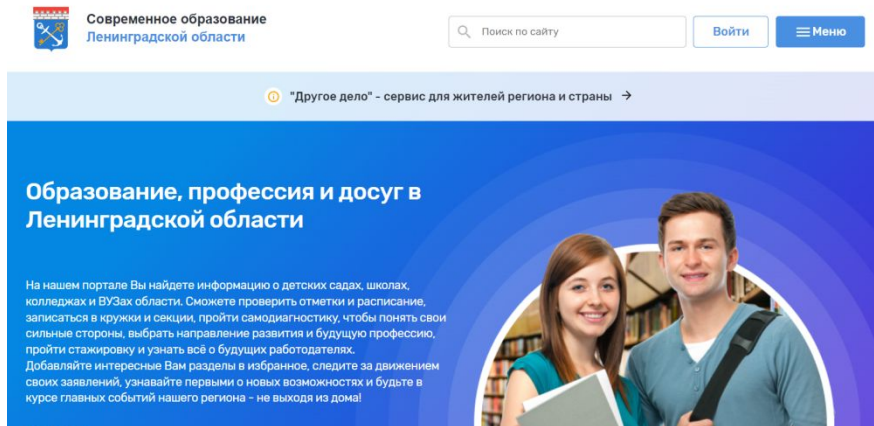 Современное образование
Ленинградской области
Поиск по сайту
Войти
Меню
"Другое дело" - сервис для жителей региона и страны →
Образование, профессия и досуг в
Ленинградской области
На нашем портале Вы найдете информацию о детских садах, школах,
колледжах и ВУЗах области. Сможете проверить отметки и расписание,
записаться в кружки и секции, пройти самодиагностику, чтобы понять свои
сильные стороны, выбрать направление развития и будущую профессию,
пройти стажировку и узнать всё о будущих работодателях.
Добавляйте интересные Вам разделы в избранное, следите за движением
своих заявлений, узнавайте первыми о новых возможностях и будьте в
курсе главных событий нашего региона - не выходя из дома!